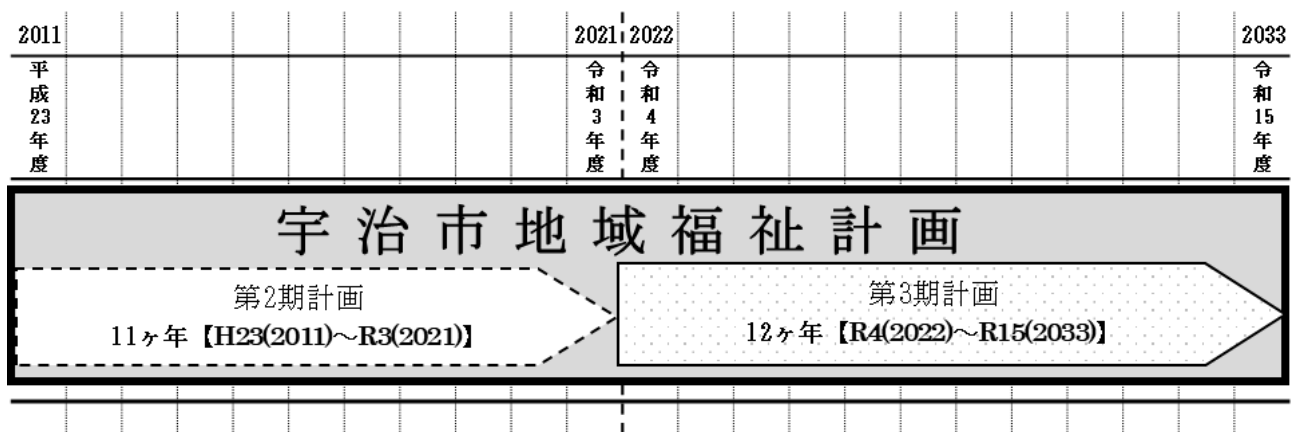 2011 2021 2022 2033
平成23年度 令和3年度 令和4年度 令和15年度
宇治市地域福祉計画
第2期計画
11ヶ年【H23(2011)～R3(2021)】
第3期計画
12ヶ年【R4(2022)～R15(2033)】